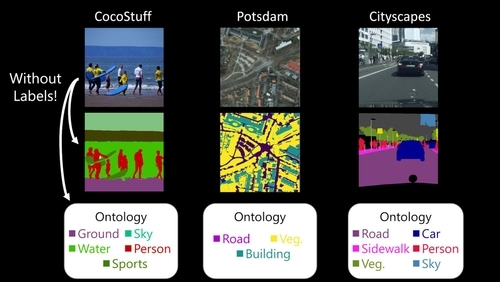 CocoStuff
Potsdam
Cityscapes
Without
Labels!
Ontology
Ground Sky
Water Person
Sports
Ontology
Road Veg.
Building
Ontology
Road Car
Sidewalk Person
Veg. Sky